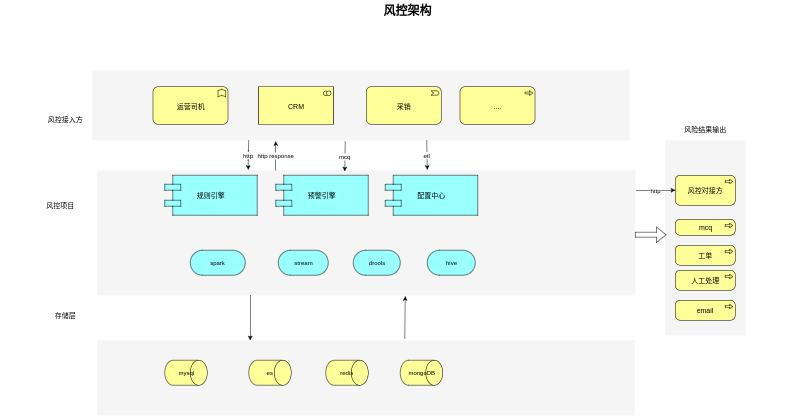 风控架构
运营司机
CRM
采销
....
风控接入方
风险结果输出
http
http response
mcq
etl
规则引擎
预警引擎
配置中心
http
风控对接方
风控项目
mcq
工单
spark
stream
drools
hive
人工处理
email
存储层
mysql
es
redis
mongoDB